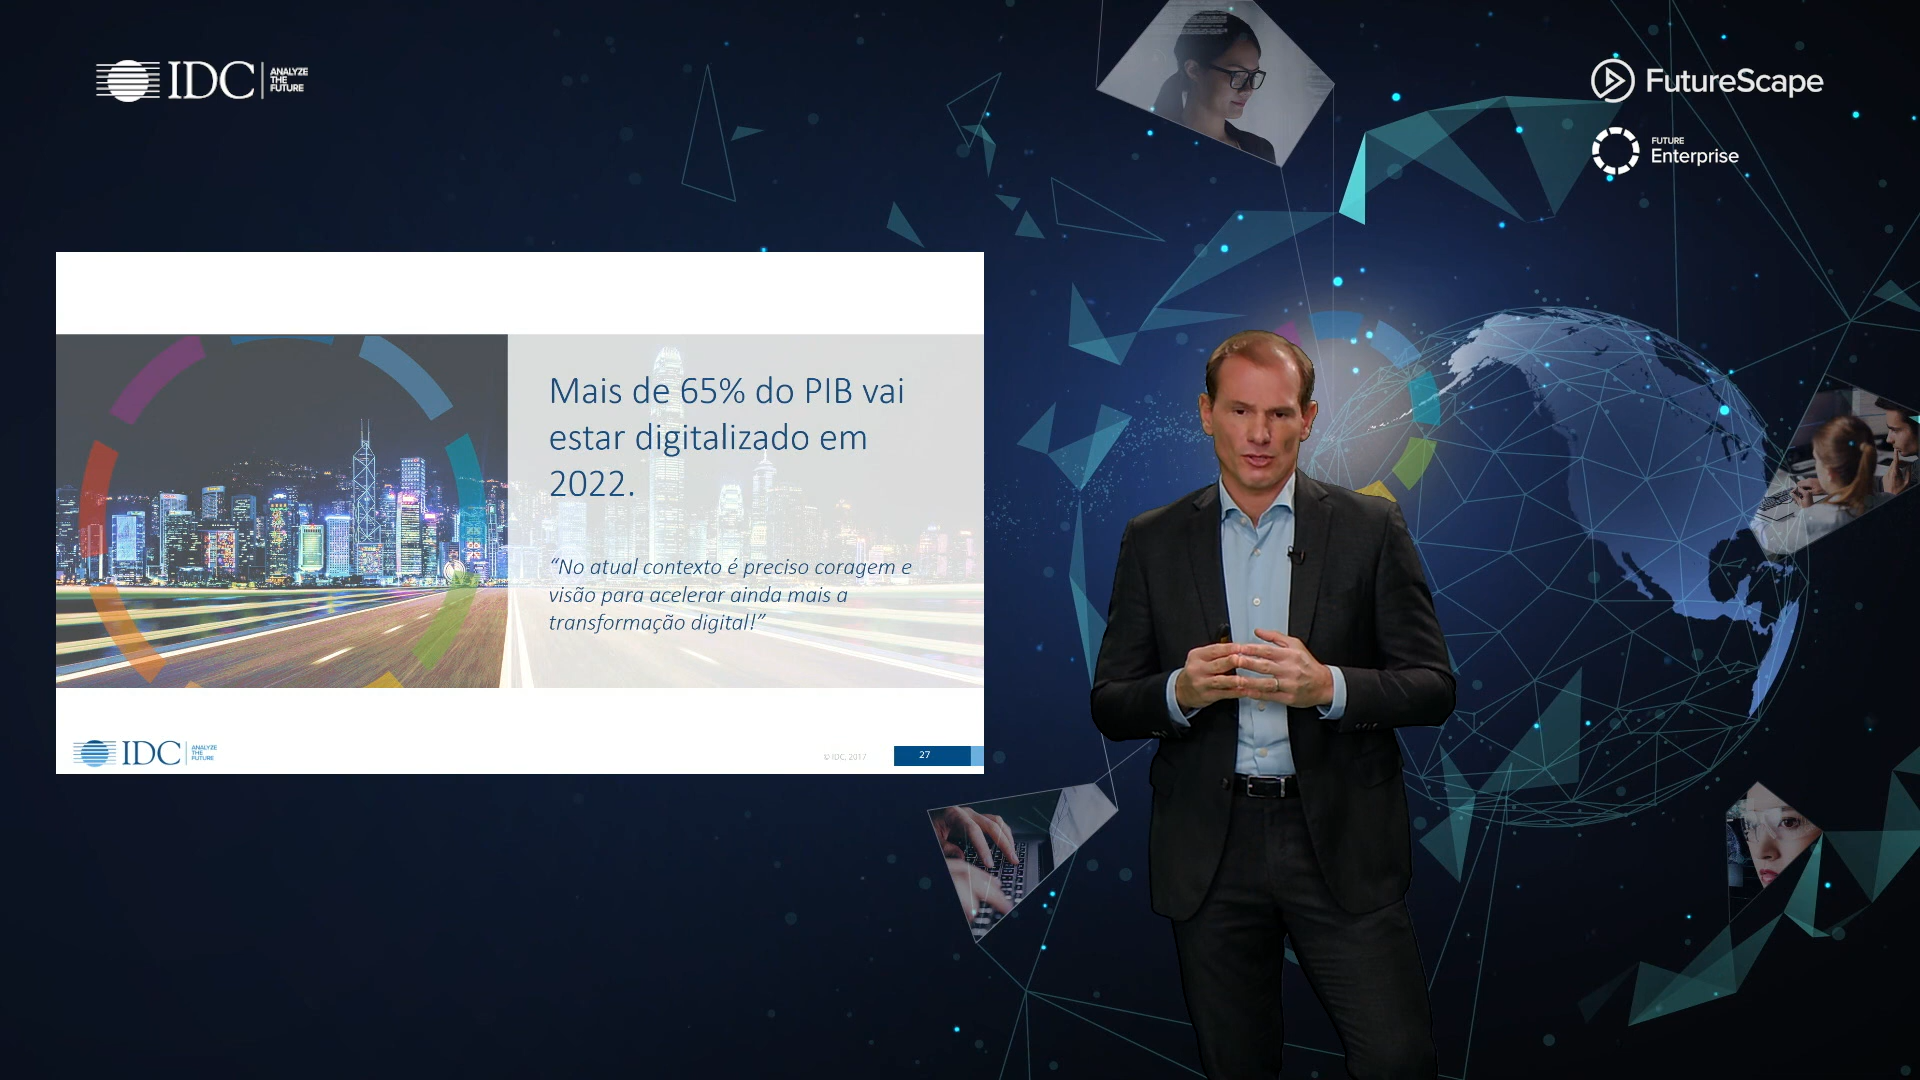 IDC
ANALYZE
THE
FUTURE
FutureScape
FUTURE
Enterprise
Mais de 65% do PIB vai
estar digitalizado em
2022.
“No atual contexto é preciso coragem e
visão para acelerar ainda mais a
transformação digital!”
IDC
ANALYZE
THE
FUTURE
© IDC, 2017
27